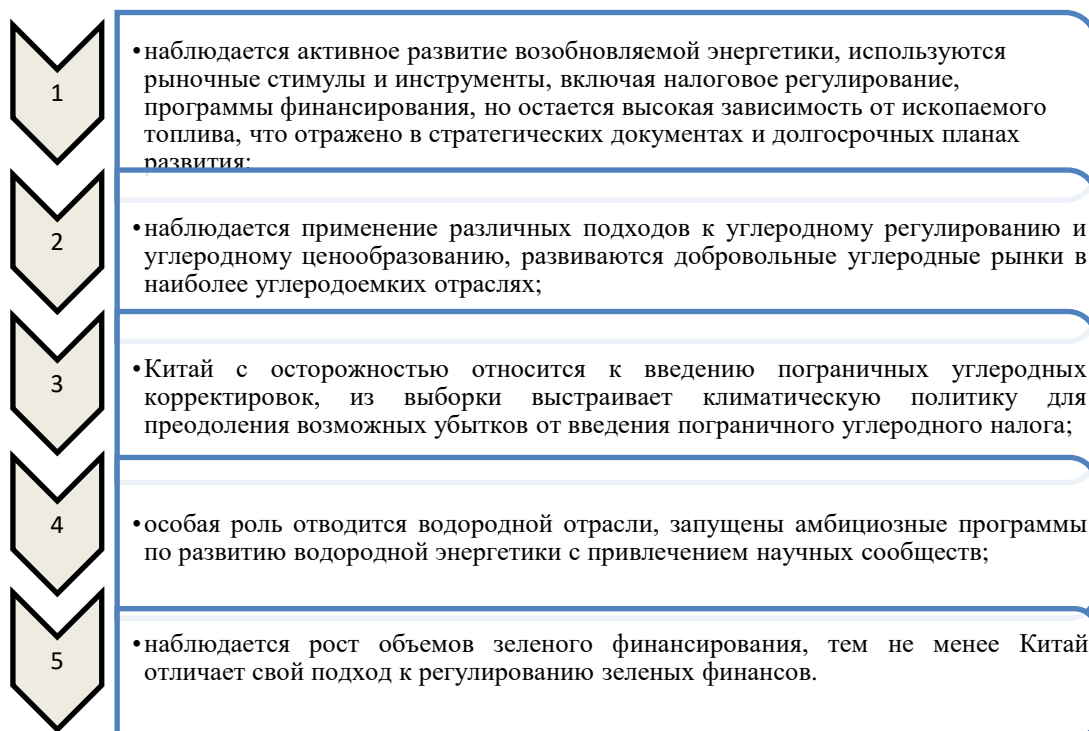 1
•наблюдается активное развитие возобновляемой энергетики, используются
рыночные стимулы и инструменты, включая налоговое регулирование,
программы финансирования, но остается высокая зависимость от ископаемого
топлива, что отражено в стратегических документах и долгосрочных планах
развития;
2
•наблюдается применение различных подходов к углеродному регулированию и
углеродному ценообразованию, развиваются добровольные углеродные рынки в
наиболее углеродоемких отраслях;
3
•Китай с осторожностью относится к введению пограничных углеродных
корректировок, из выборки выстраивает климатическую политику для
преодоления возможных убытков от введения пограничного углеродного налога;
4
•особая роль отводится водородной отрасли, запущены амбициозные программы
по развитию водородной энергетики с привлечением научных сообществ;
5
•наблюдается рост объемов зеленого финансирования, тем не менее Китай
отличает свой подход к регулированию зеленых финансов.